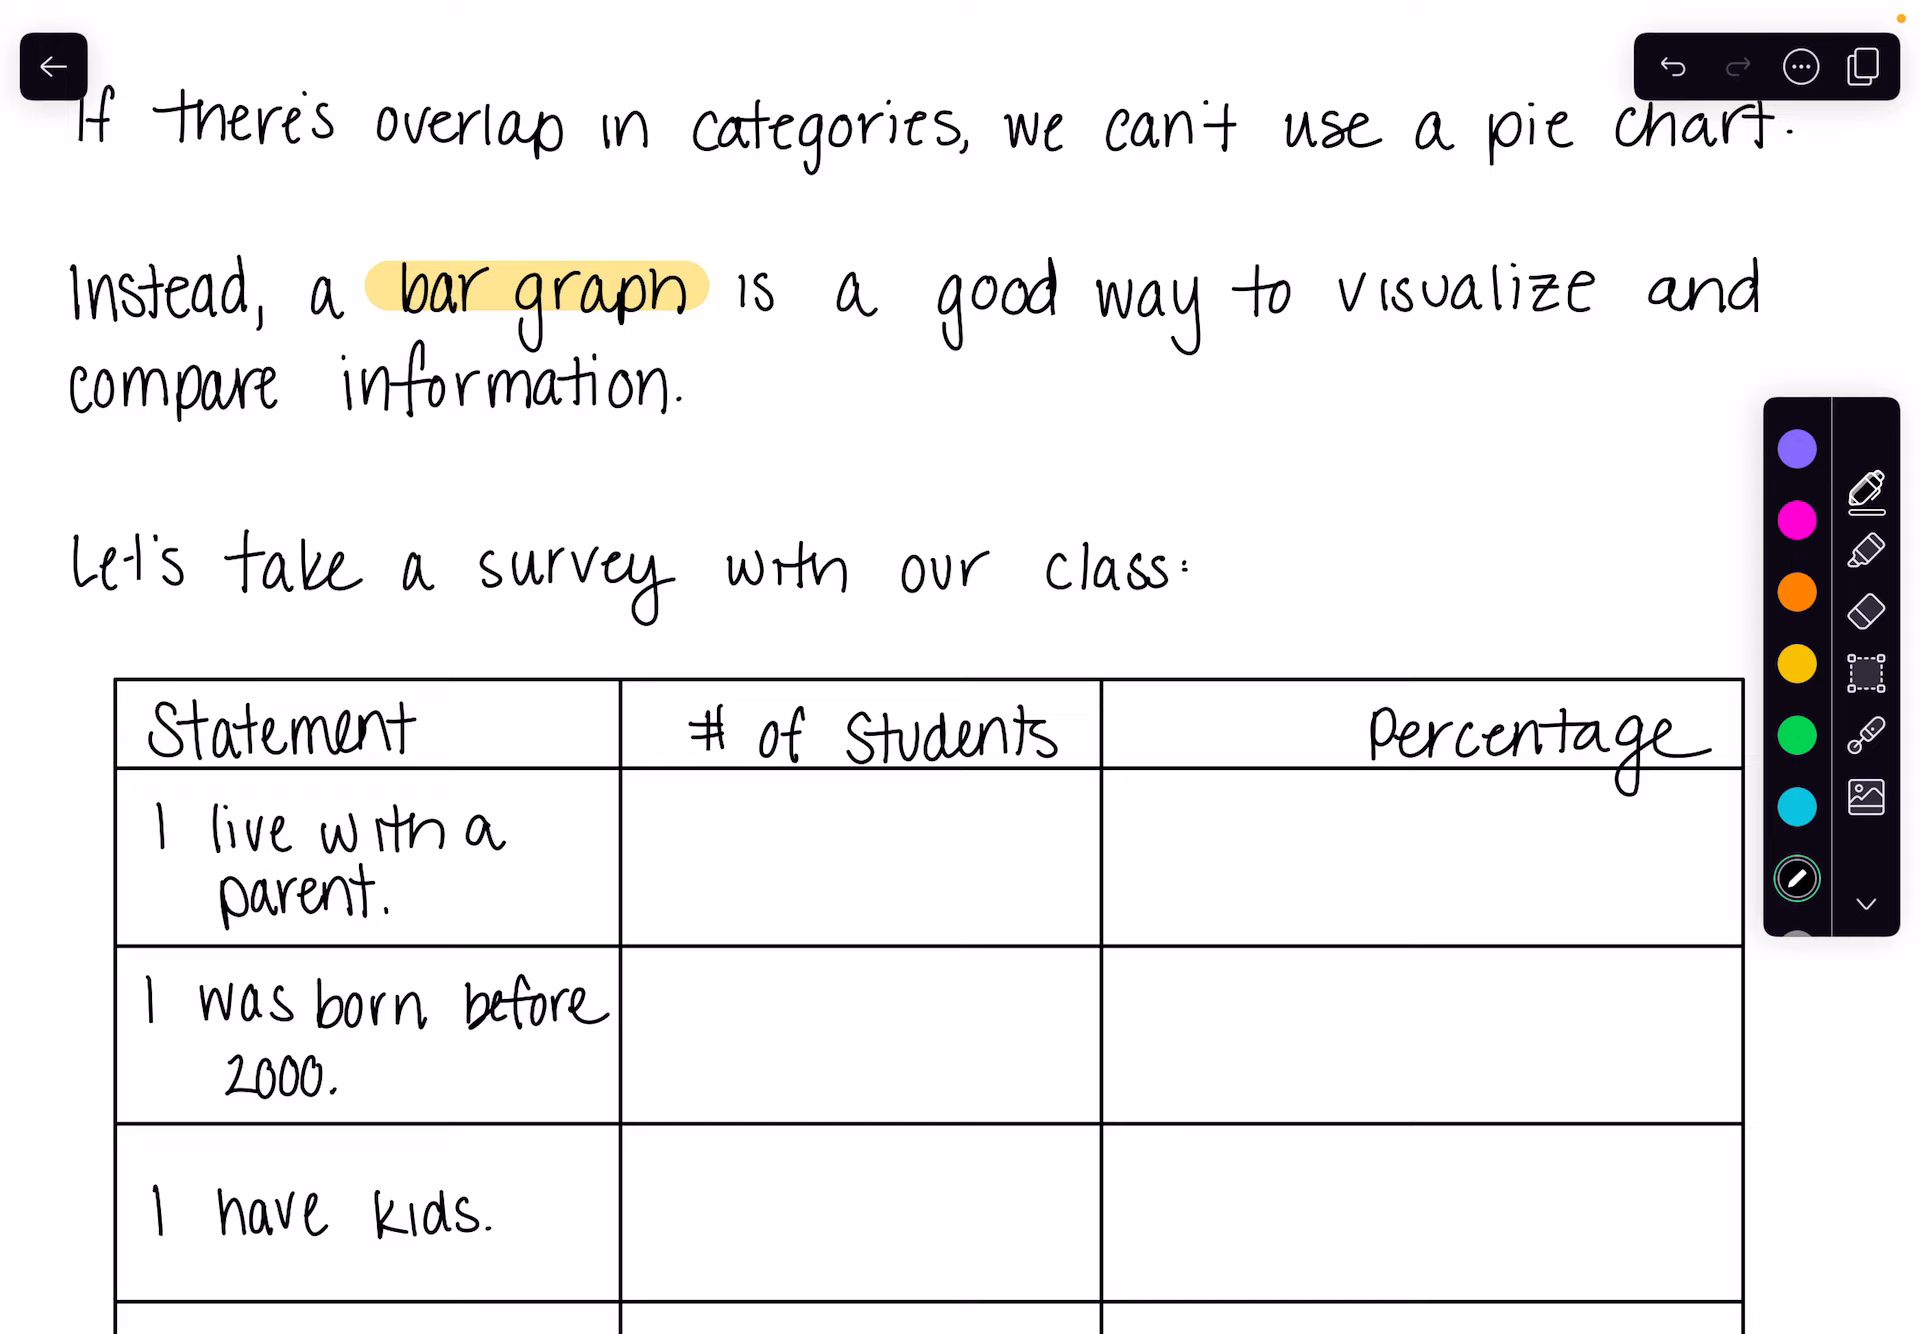 If there's overlap in categories, we can't use a pie chart.
Instead, a bar graph is a good way to visualize and
compare information.
Let's take a survey with our class:
Statement # of Students Percentage
I live with a
parent.
I was born before
2000.
I have kids.